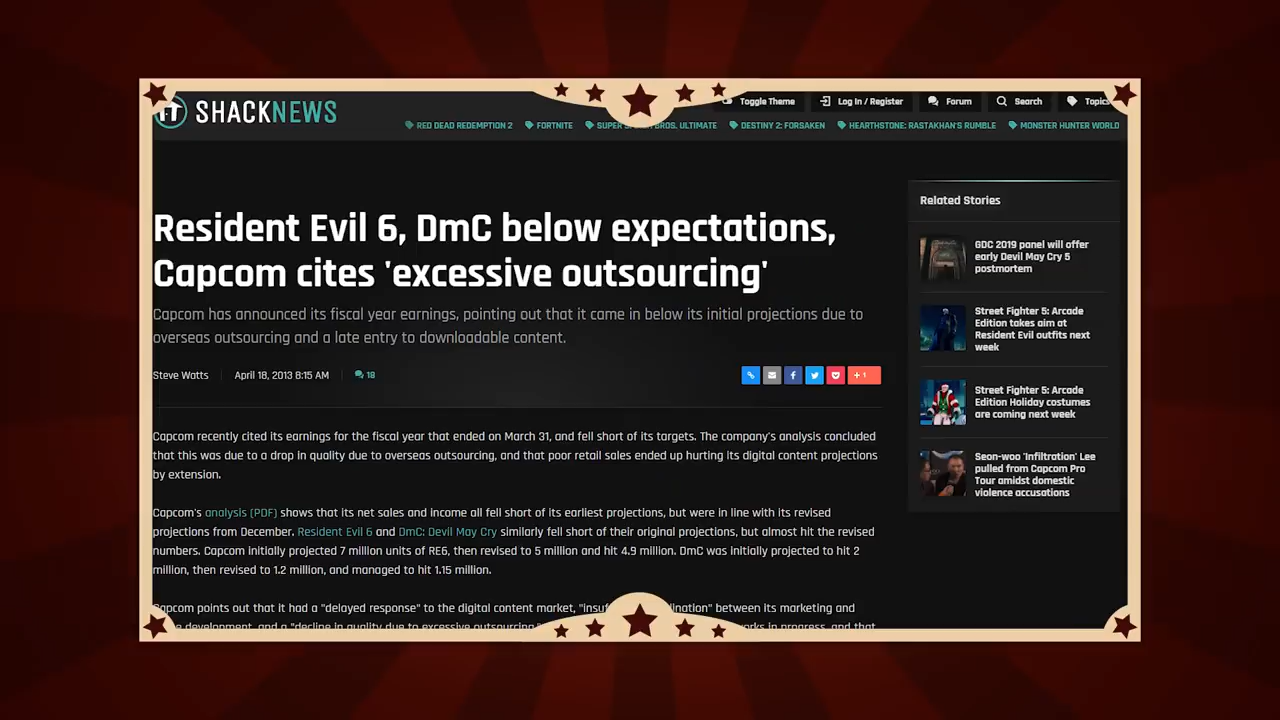 SHACKNEWS
Toggle Theme Log In / Register Forum Search Topics
RED DEAD REDEMPTION 2 FORTNITE SUPER BROS. ULTIMATE DESTINY 2: FORSAKEN HEARTHSTONE: RASTAKHAN'S RUMBLE MONSTER HUNTER WORLD
Resident Evil 6, DmC below expectations,
Capcom cites 'excessive outsourcing'
Capcom has announced its fiscal year earnings, pointing out that it came in below its initial projections due to
overseas outsourcing and a late entry to downloadable content.
Steve Watts April 18, 2013 8:15 AM 18
+ 1
Capcom recently cited its earnings for the fiscal year that ended on March 31, and fell short of its targets. The company's analysis concluded
that this was due to a drop in quality due to overseas outsourcing, and that poor retail sales ended up hurting its digital content projections
by extension.
Capcom's analysis (PDF) shows that its net sales and income all fell short of its earliest projections, but were in line with its revised
projections from December. Resident Evil 6 and DmC: Devil May Cry similarly fell short of their original projections, but almost hit the revised
numbers. Capcom initially projected 7 million units of RE6, then revised to 5 million and hit 4.9 million. DmC was initially projected to hit 2
million, then revised to 1.2 million, and managed to hit 1.15 million.
Capcom points out that it had a "delayed response" to the digital content market, between its marketing and
development, and a "decline in quality due to excessive outsourcing" works in progress, and that
Related Stories
GDC 2019 panel will offer
early Devil May Cry 5
postmortem
Street Fighter 5: Arcade
Edition takes aim at
Resident Evil outfits next
week
Street Fighter 5: Arcade
Edition Holiday costumes
are coming next week
Seon-woo 'Infiltration' Lee
pulled from Capcom Pro
Tour amidst domestic
violence accusations